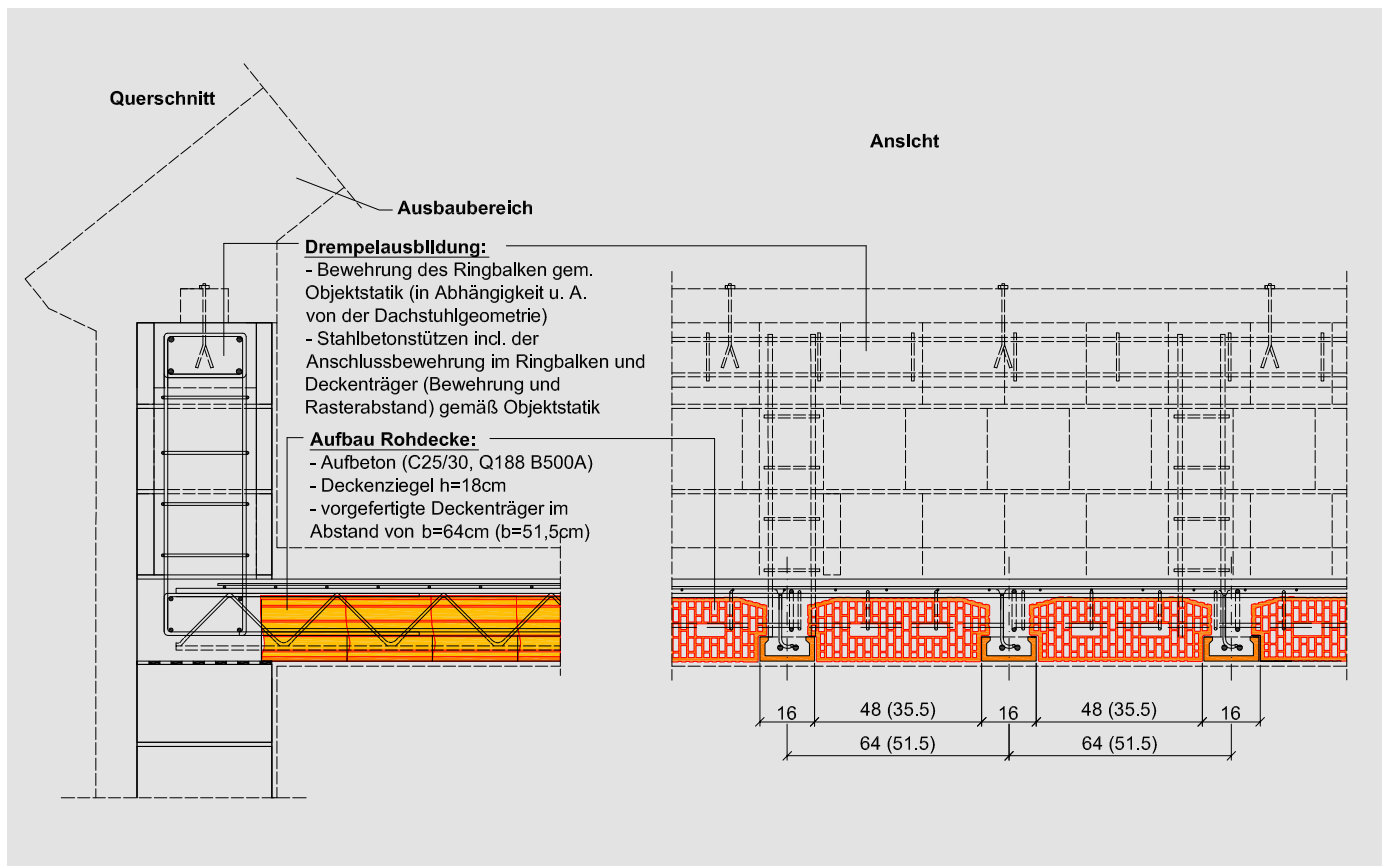 Querschnitt
Ansicht
Ausbaubereich
Drempelausbildung:
- Bewehrung des Ringbalken gem.
Objektstatik (in Abhängigkeit u. A.
von der Dachstuhlgeometrie)
- Stahlbetonstützen incl. der
Anschlussbewehrung im Ringbalken und
Deckenträger (Bewehrung und
Rasterabstand) gemäß Objektstatik
Aufbau Rohdecke:
- Aufbeton (C25/30, Q188 B500A)
- Deckenziegel h=18cm
- vorgefertigte Deckenträger im
Abstand von b=64cm (b=51,5cm)
16 48 (35.5) 16 48 (35.5) 16
64 (51.5) 64 (51.5)